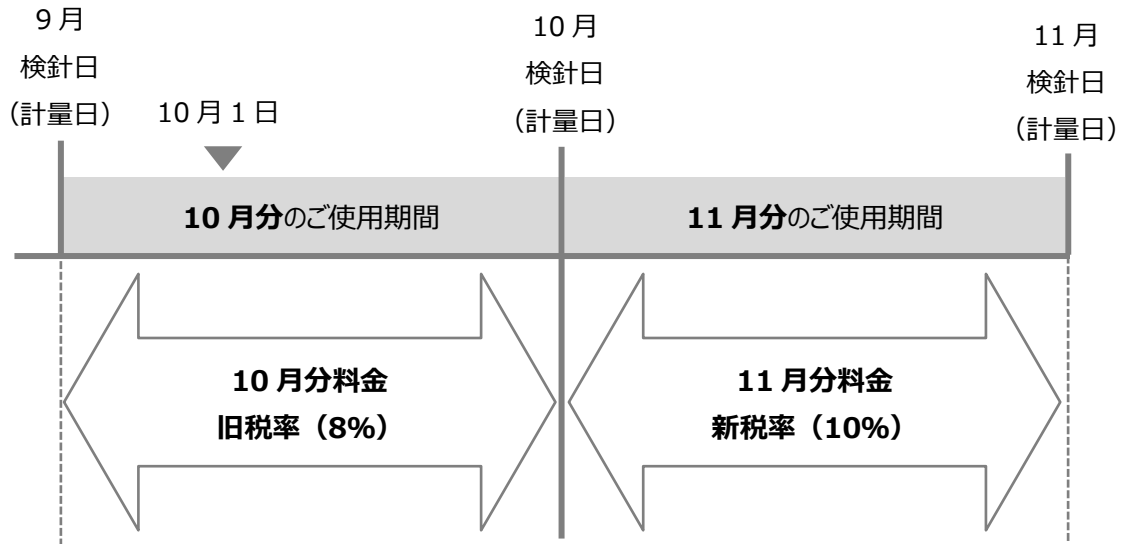 9月
検針日
(計量日)
10月1日
10月
検針日
(計量日)
11月
検針日
(計量日)
10月分のご使用期間
11月分のご使用期間
10月分料金
旧税率（8%）
11月分料金
新税率（10%）